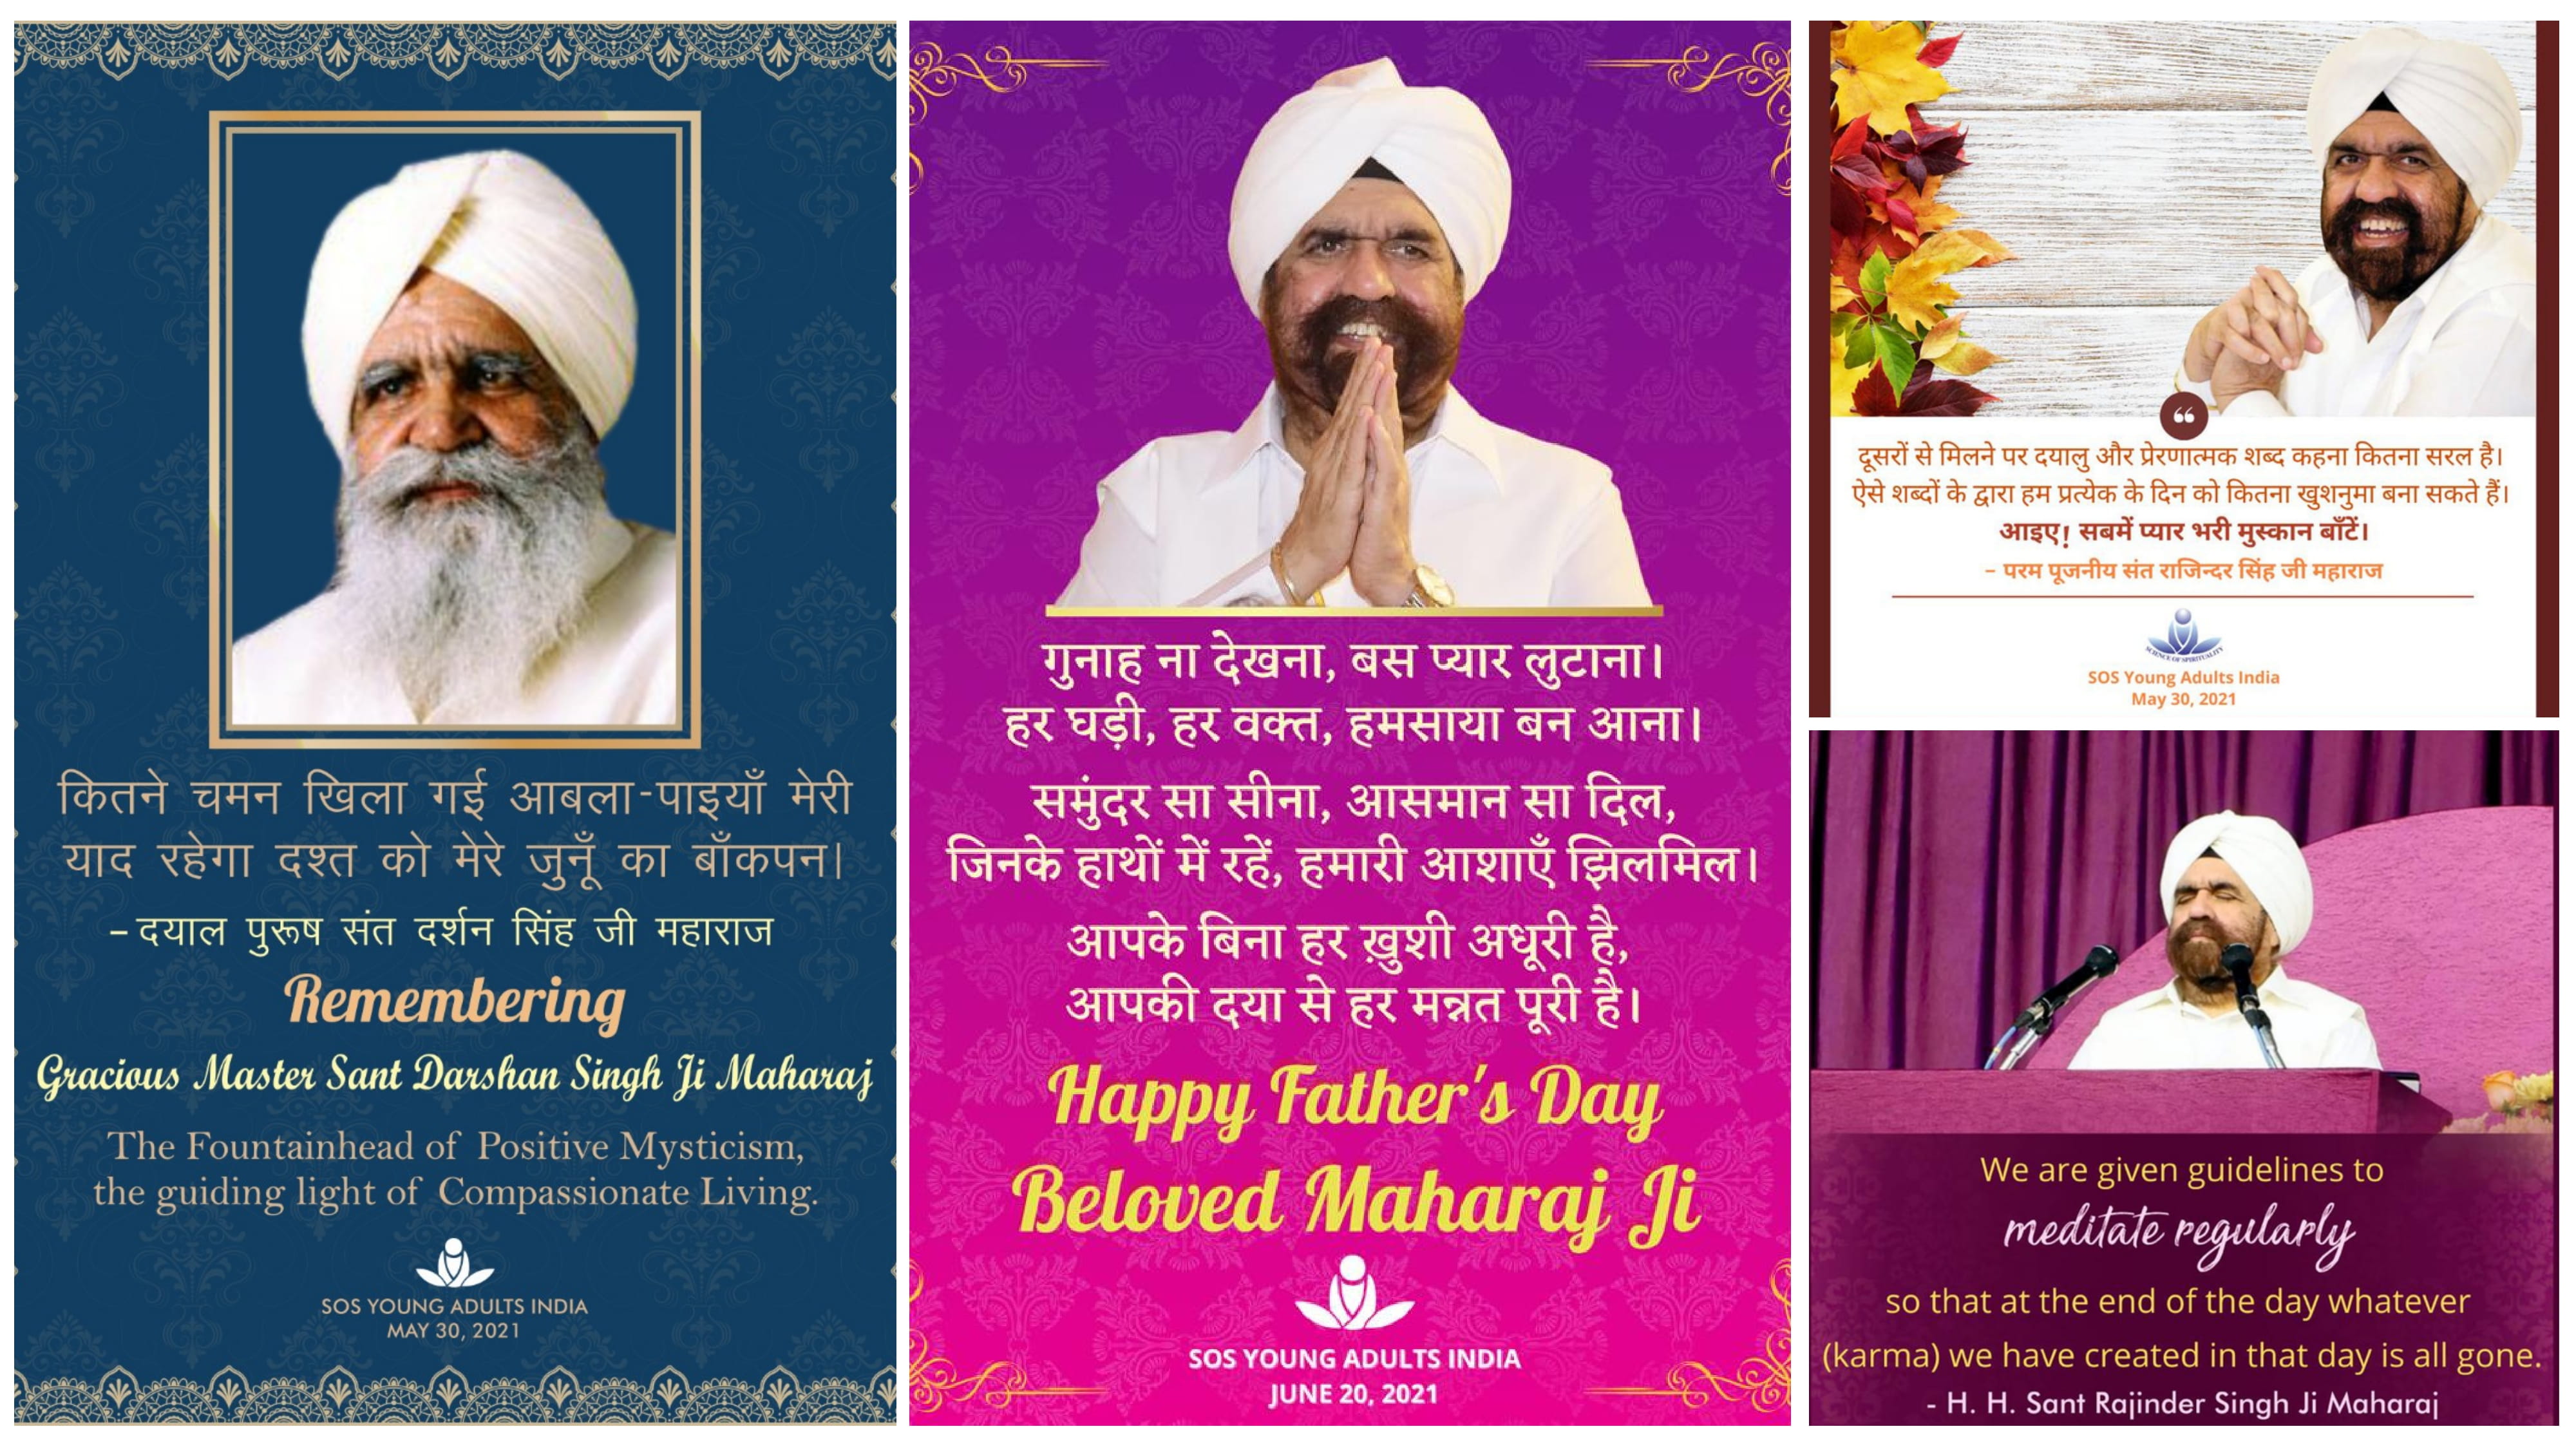 कितने चमन खिला गई आबला-पाइयाँ मेरी
याद रहेगा दश्त को मेरे जुनूँ का बाँकपन।
– दयाल पुरूष संत दर्शन सिंह जी महाराज
Remembering
Gracious Master Sant Darshan Singh Ji Maharaj
The Fountainhead of Positive Mysticism,
the guiding light of Compassionate Living.
SOS YOUNG ADULTS INDIA
MAY 30, 2021
गुनाह ना देखना, बस प्यार लुटाना।
हर घड़ी, हर वक्त, हमसाया बन आना।
समुंदर सा सीना, आसमान सा दिल,
जिनके हाथों में रहें, हमारी आशाएँ झिलमिल।
आपके बिना हर ख़ुशी अधूरी है,
आपकी दया से हर मन्नत पूरी है।
Happy Father's Day
Beloved Maharaj Ji
SOS YOUNG ADULTS INDIA
JUNE 20, 2021
दूसरों से मिलने पर दयालु और प्रेरणात्मक शब्द कहना कितना सरल है।
ऐसे शब्दों के द्वारा हम प्रत्येक के दिन को कितना खुशनुमा बना सकते हैं।
आइए! सबमें प्यार भरी मुस्कान बाँटें।
– परम पूजनीय संत राजिन्दर सिंह जी महाराज
SCIENCE OF SPIRITUALITY
SOS Young Adults India
May 30, 2021
We are given guidelines to
meditate regularly
so that at the end of the day whatever
(karma) we have created in that day is all gone.
- H. H. Sant Rajinder Singh Ji Maharaj